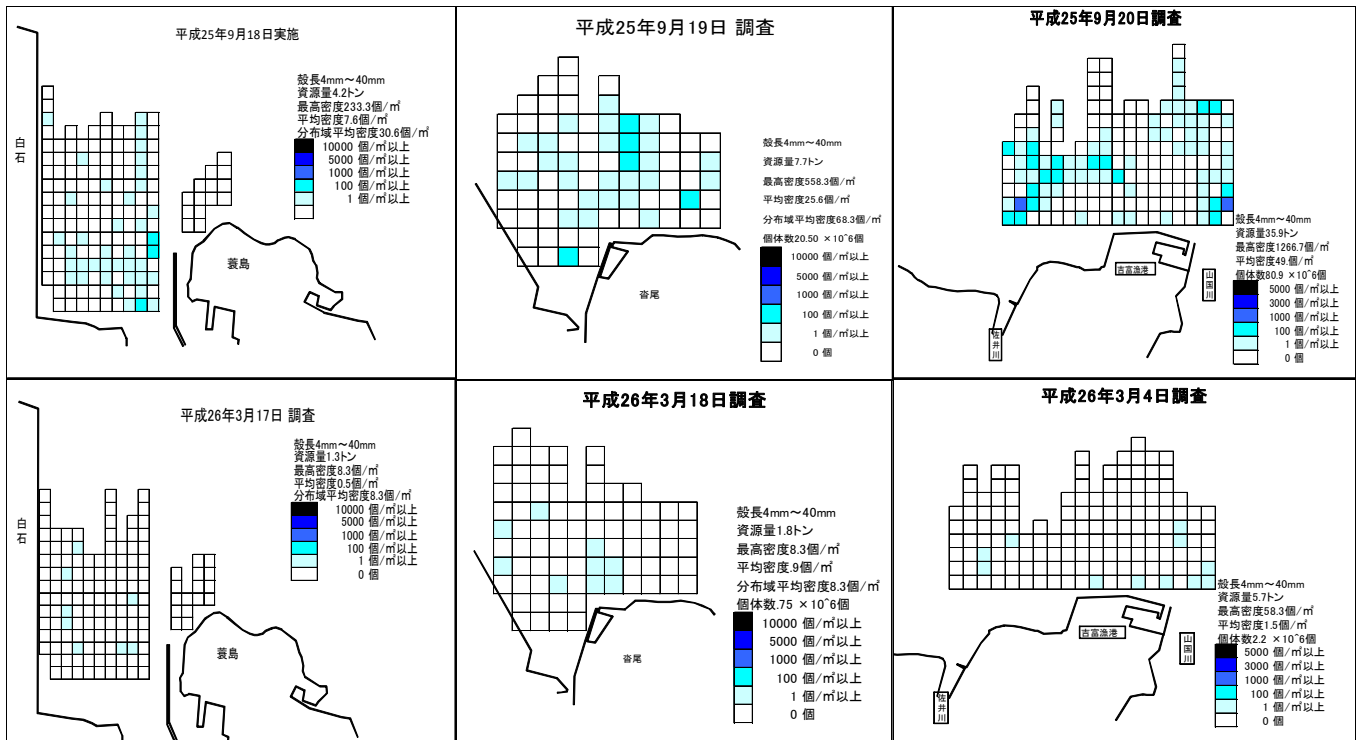 平成25年9月18日実施
殻長4mm～40mm
資源量4.2トン
最高密度233.3個/㎡
平均密度7.6個/㎡
分布域平均密度30.6個/㎡
10000 個/㎡以上
5000 個/㎡以上
1000 個/㎡以上
100 個/㎡以上
1 個/㎡以上
白石
蓑島
平成25年9月19日 調査
殻長4mm～40mm
資源量7.7トン
最高密度558.3個/㎡
平均密度25.6個/㎡
分布域平均密度68.3個/㎡
個体数20.50 ×10^6個
10000 個/㎡以上
5000 個/㎡以上
1000 個/㎡以上
100 個/㎡以上
1 個/㎡以上
0 個
沓尾
平成25年9月20日調査
殻長4mm～40mm
資源量35.9トン
最高密度1266.7個/㎡
平均密度49.個/㎡
個体数80.9 ×10^6個
5000 個/㎡以上
3000 個/㎡以上
1000 個/㎡以上
100 個/㎡以上
1 個/㎡以上
0 個
吉富漁港
山国川
佐井川
平成26年3月17日 調査
殻長4mm～40mm
資源量1.3トン
最高密度8.3個/㎡
平均密度0.5個/㎡
分布域平均密度8.3個/㎡
10000 個/㎡以上
5000 個/㎡以上
1000 個/㎡以上
100 個/㎡以上
1 個/㎡以上
0 個
白石
蓑島
平成26年3月18日調査
殻長4mm～40mm
資源量1.8トン
最高密度8.3個/㎡
平均密度.9個/㎡
分布域平均密度8.3個/㎡
個体数.75 ×10^6個
10000 個/㎡以上
5000 個/㎡以上
1000 個/㎡以上
100 個/㎡以上
1 個/㎡以上
0 個
沓尾
平成26年3月4日調査
殻長4mm～40mm
資源量5.7トン
最高密度58.3個/㎡
平均密度1.5個/㎡
個体数2.2 ×10^6個
5000 個/㎡以上
3000 個/㎡以上
1000 個/㎡以上
100 個/㎡以上
1 個/㎡以上
0 個
吉富漁港
山国川
佐井川